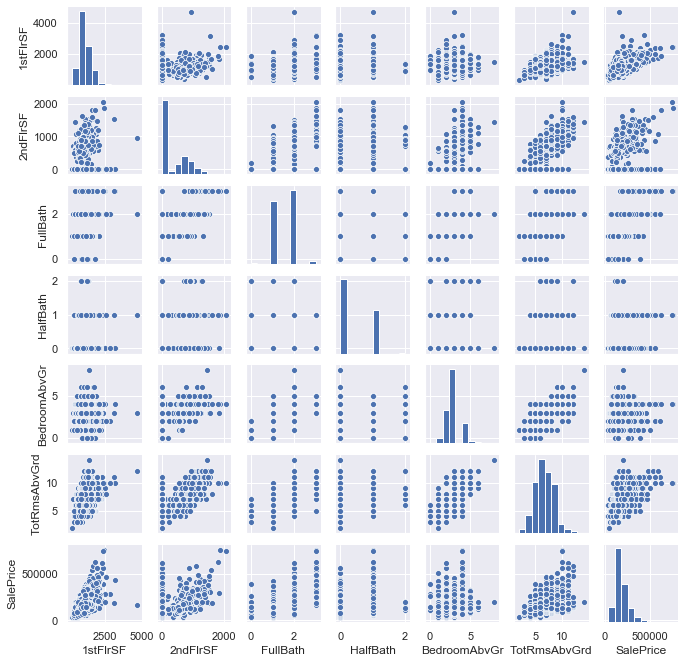 4000
2000
1stFlrSF
2000
1000
0
2ndFlrSF
2
0
FullBath
2
1
0
HalfBath
5
0
BedroomAbvGr
10
5
TotRmsAbvGrd
500000
0
SalePrice
2500 5000
1stFlrSF
0 2000
2ndFlrSF
0 2
FullBath
0 2
HalfBath
0 5
BedroomAbvGr
5 10
TotRmsAbvGrd
0 500000
SalePrice